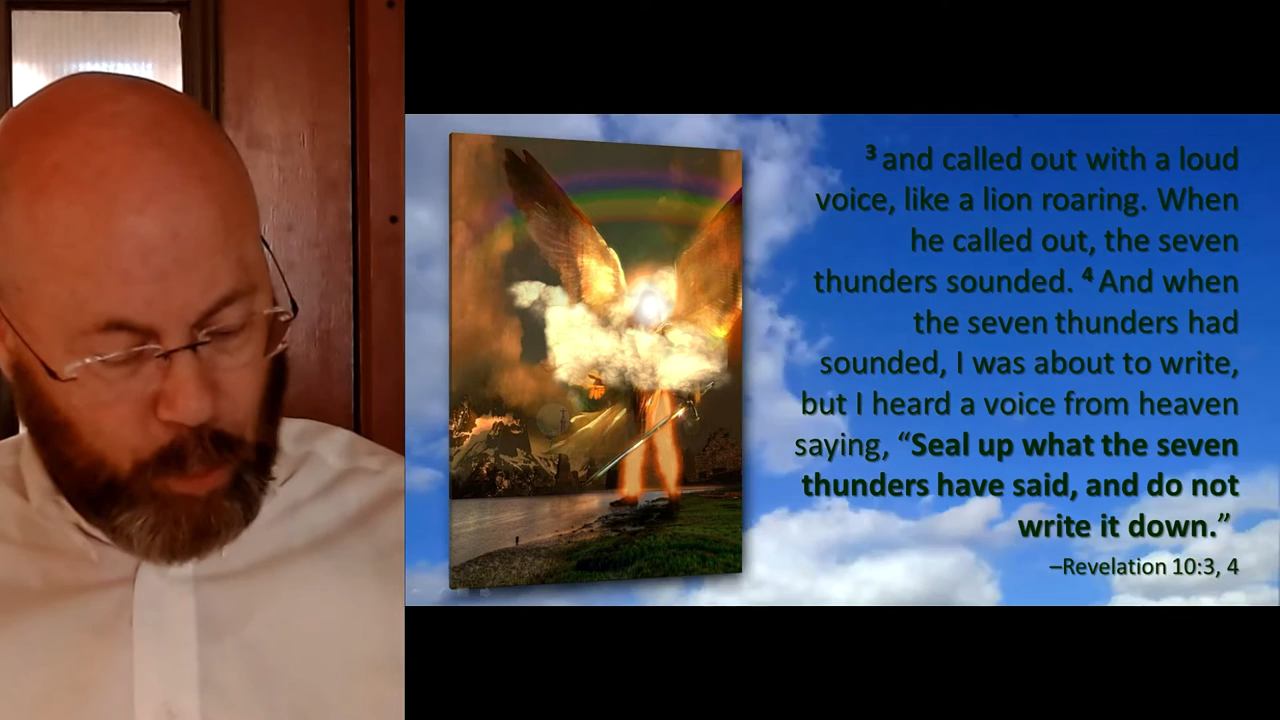 ³ and called out with a loud
voice, like a lion roaring. When
he called out, the seven
thunders sounded. ⁴ And when
the seven thunders had
sounded, I was about to write,
but I heard a voice from heaven
saying, “Seal up what the seven
thunders have said, and do not
write it down.”
–Revelation 10:3, 4